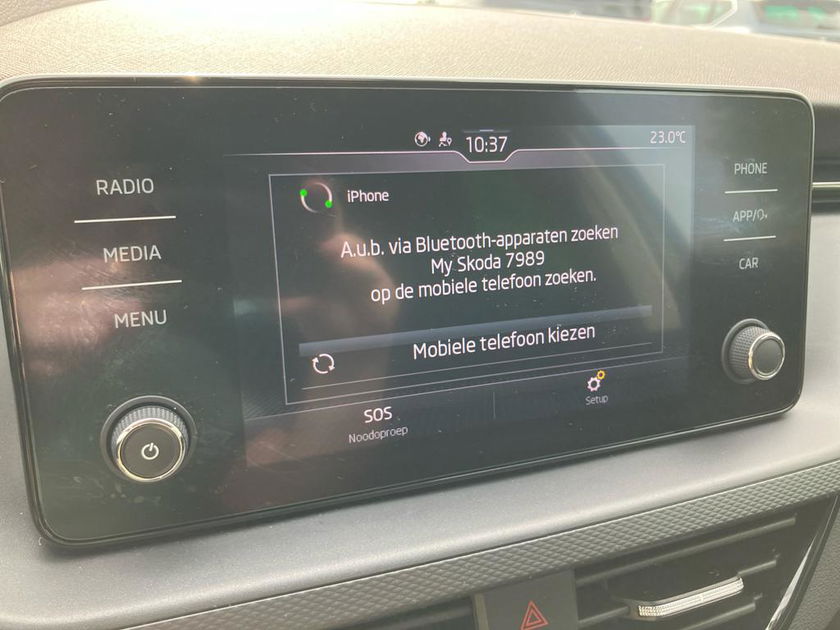 10:37
23.0°C
RADIO
MEDIA
MENU
iPhone
A.u.b. via Bluetooth-apparaten zoeken
My Skoda 7989
op de mobiele telefoon zoeken.
Mobiele telefoon kiezen
SOS
Noodoproep
Setup
PHONE
APP/
CAR